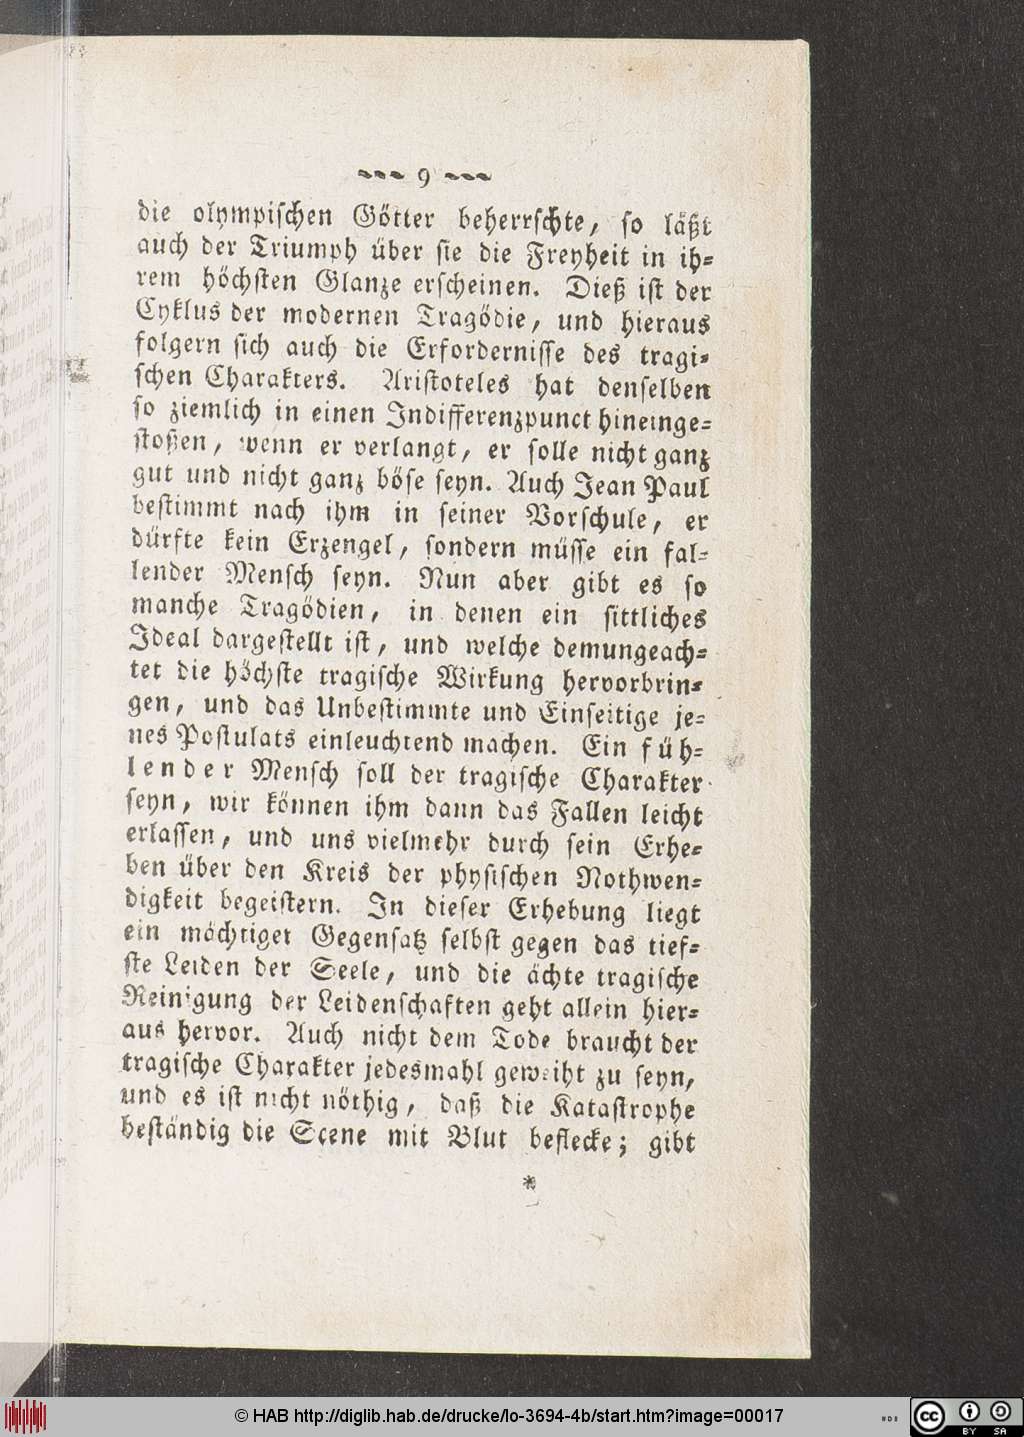 9
die olympischen Götter beherrschte, so läßt
auch der Triumph über sie die Freyheit in ih=
rem höchsten Glanze erscheinen. Dieß ist der
Cyklus der modernen Tragödie, und hieraus
folgern sich auch die Erfordernisse des tragi=
schen Charakters. Aristoteles hat denselben
so ziemlich in einen Indifferenzpunct hineinge=
stoßen, wenn er verlangt, er solle nicht ganz
gut und nicht ganz böse seyn. Auch Jean Paul
bestimmt nach ihm in seiner Vorschule, er
dürfte kein Erzengel, sondern müsse ein fal=
lender Mensch seyn. Nun aber gibt es so
manche Tragödien, in denen ein sittliches
Ideal dargestellt ist, und welche demungeach=
tet die höchste tragische Wirkung hervorbrin=
gen, und das Unbestimmte und Einseitige je=
nes Postulats einleuchtend machen. Ein füh=
lender Mensch soll der tragische Charakter
seyn, wir können ihm dann das Fallen leicht
erlassen, und uns vielmehr durch sein Erhe=
ben über den Kreis der physischen Nothwen=
digkeit begeistern. In dieser Erhebung liegt
ein mächtiger Gegensatz selbst gegen das tief=
ste Leiden der Seele, und die ächte tragische
Reinigung der Leidenschaften geht allein hier=
aus hervor. Auch nicht dem Tode braucht der
tragische Charakter jedesmahl geweiht zu seyn,
und es ist nicht nöthig, daß die Katastrophe
beständig die Scene mit Blut beflecke; gibt
*
© HAB http://diglib.hab.de/drucke/lo-3694-4b/start.htm?image=00017
cc BY SA